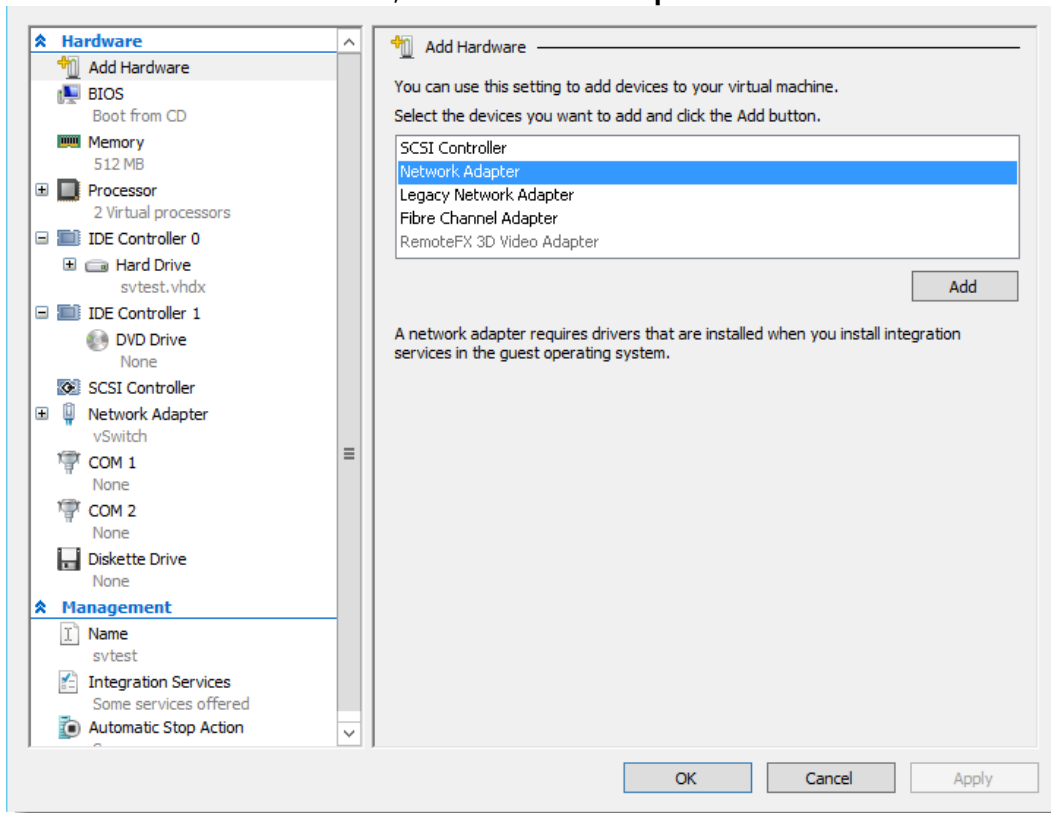 Hardware
Add Hardware
BIOS
Boot from CD
Memory
512 MB
Processor
2 Virtual processors
IDE Controller 0
Hard Drive
svtest.vhdx
IDE Controller 1
DVD Drive
None
SCSI Controller
Network Adapter
vSwitch
COM 1
None
COM 2
None
Diskette Drive
None
Management
Name
svtest
Integration Services
Some services offered
Automatic Stop Action
Add Hardware
You can use this setting to add devices to your virtual machine.
Select the devices you want to add and click the Add button.
SCSI Controller
Network Adapter
Legacy Network Adapter
Fibre Channel Adapter
RemoteFX 3D Video Adapter
Add
A network adapter requires drivers that are installed when you install integration
services in the guest operating system.
OK
Cancel
Apply